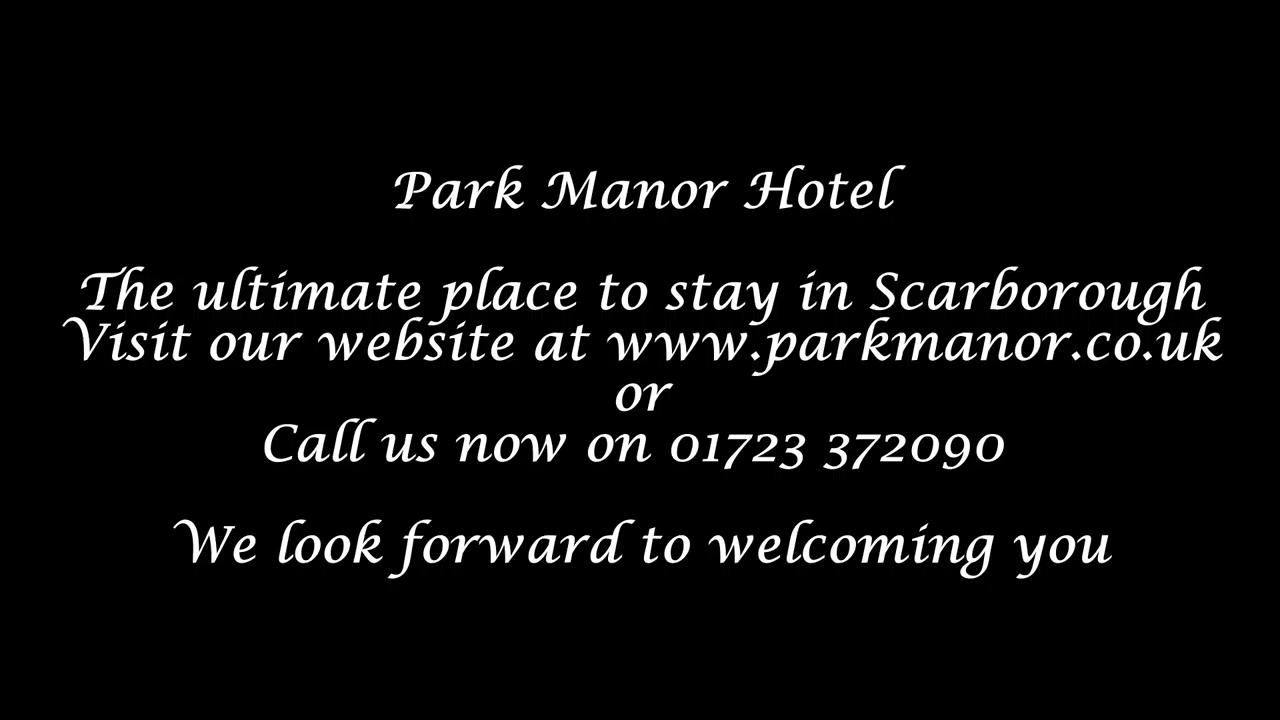 Park Manor Hotel
The ultimate place to stay in Scarborough
Visit our website at www.parkmanor.co.uk
or
Call us now on 01723 372090
We look forward to welcoming you